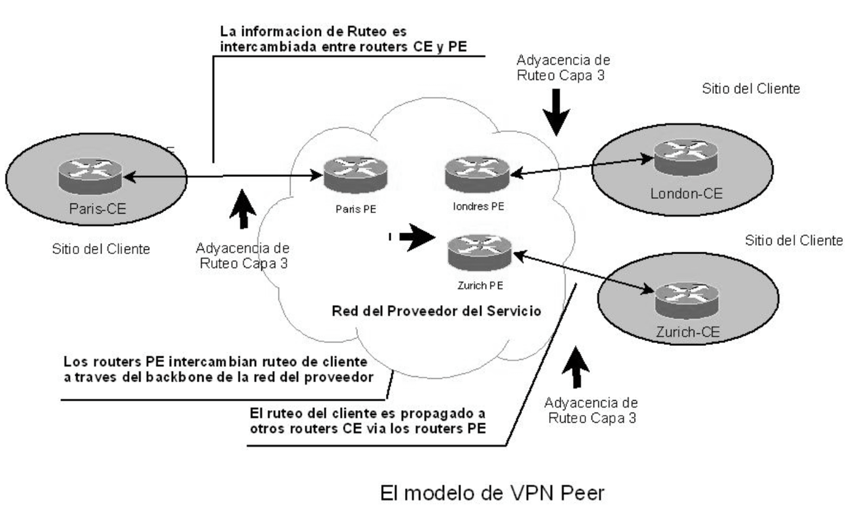 La informacion de Ruteo es
intercambiada entre routers CE y PE
Adyacencia de
Ruteo Capa 3
Sitio del Cliente
Paris-CE
Paris PE
londres PE
London-CE
Sitio del Cliente
Adyacencia de
Ruteo Capa 3
Sitio del Cliente
Zurich PE
Red del Proveedor del Servicio
Zurich-CE
Los routers PE intercambian ruteo de cliente
a traves del backbone de la red del proveedor
El ruteo del cliente es propagado a
otros routers CE via los routers PE
Adyacencia de
Ruteo Capa 3
El modelo de VPN Peer